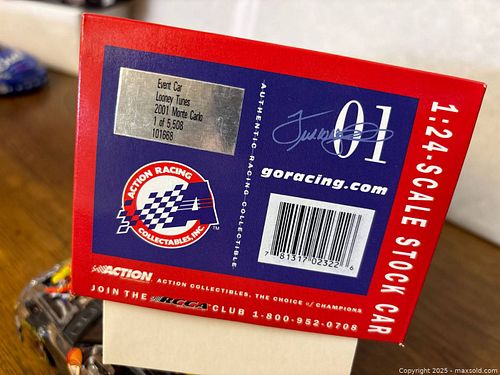 Event Car
Looney Tunes
2001 Monte Carlo
1 of 5,508
101668
ACTION RACING
COLLECTABLES, INC.
TM
AUTHENTIC RACING COLLECTIBLE
01
goracing.com
7 81317 02322 6
1:24-SCALE STOCK CAR
ACTION ACTION COLLECTIBLES, THE CHOICE of CHAMPIONS
JOIN THE RCCA CLUB 1-800-952-0708
Copyright 2025 - maxsold.com